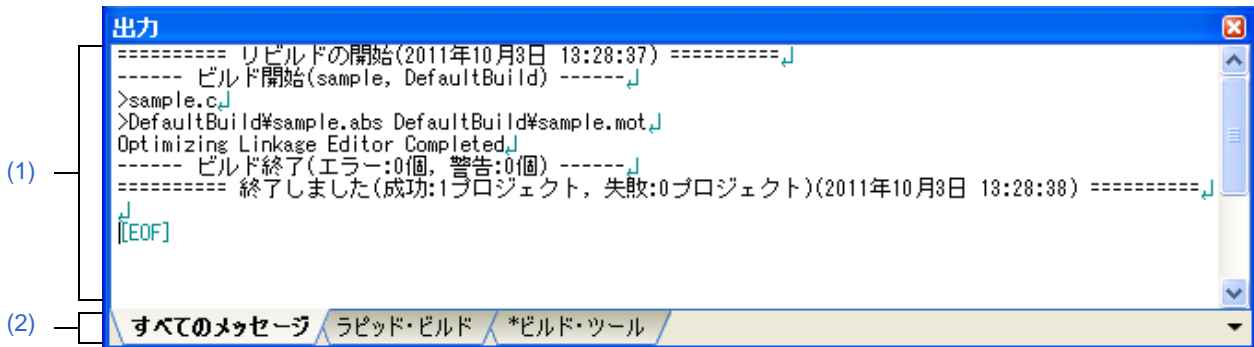 出力
========== リビルドの開始(2011年10月3日 13:28:37) ==========↲
------ ビルド開始(sample, DefaultBuild) ------↲
>sample.c↲
>DefaultBuild¥sample.abs DefaultBuild¥sample.mot↲
Optimizing Linkage Editor Completed↲
------ ビルド終了(エラー:0個, 警告:0個) ------↲
========== 終了しました(成功:1プロジェクト, 失敗:0プロジェクト)(2011年10月3日 13:28:38) ==========↲
↲
[EOF]
(1)
(2)
すべてのメッセージ ラピッド・ビルド *ビルド・ツール